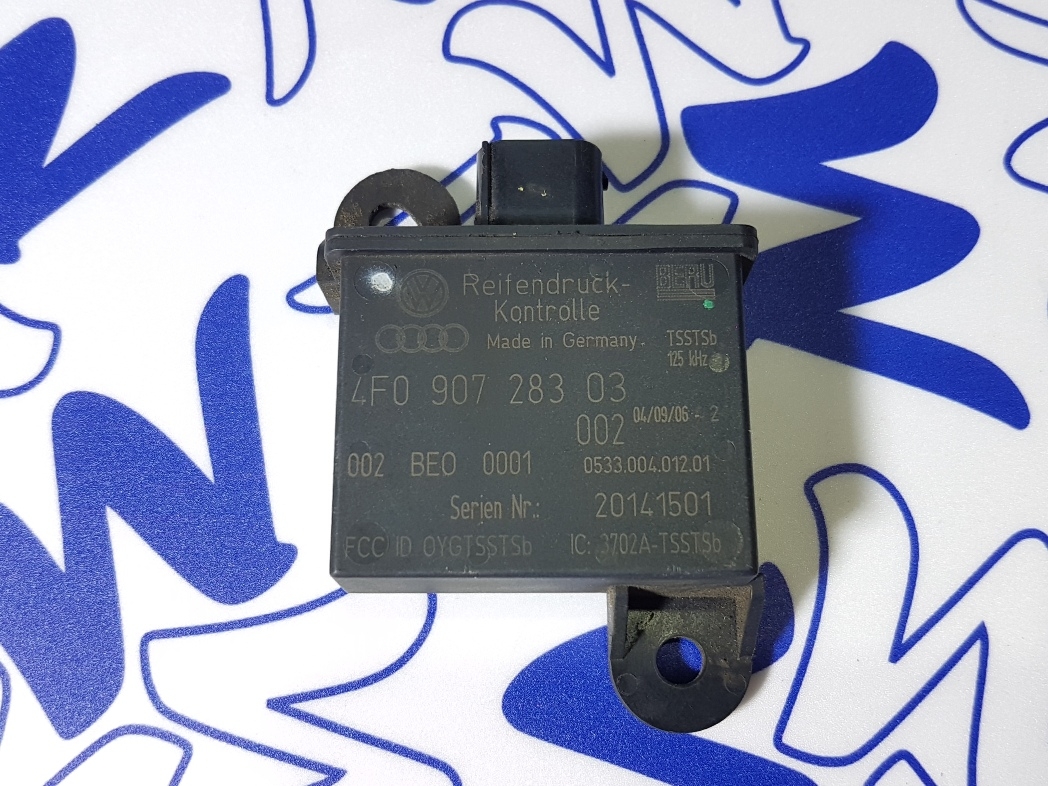 Reifendruck-
Kontrolle
BERU
Made in Germany.
TSSTSb
125 kHz
4F0 907 283 03
002
04/09/06 - 2
002 BEO 0001
0533.004.012.01
Serien Nr.: 20141501
FCC ID OYGTSSTSb IC: 3702A-TSSTSb